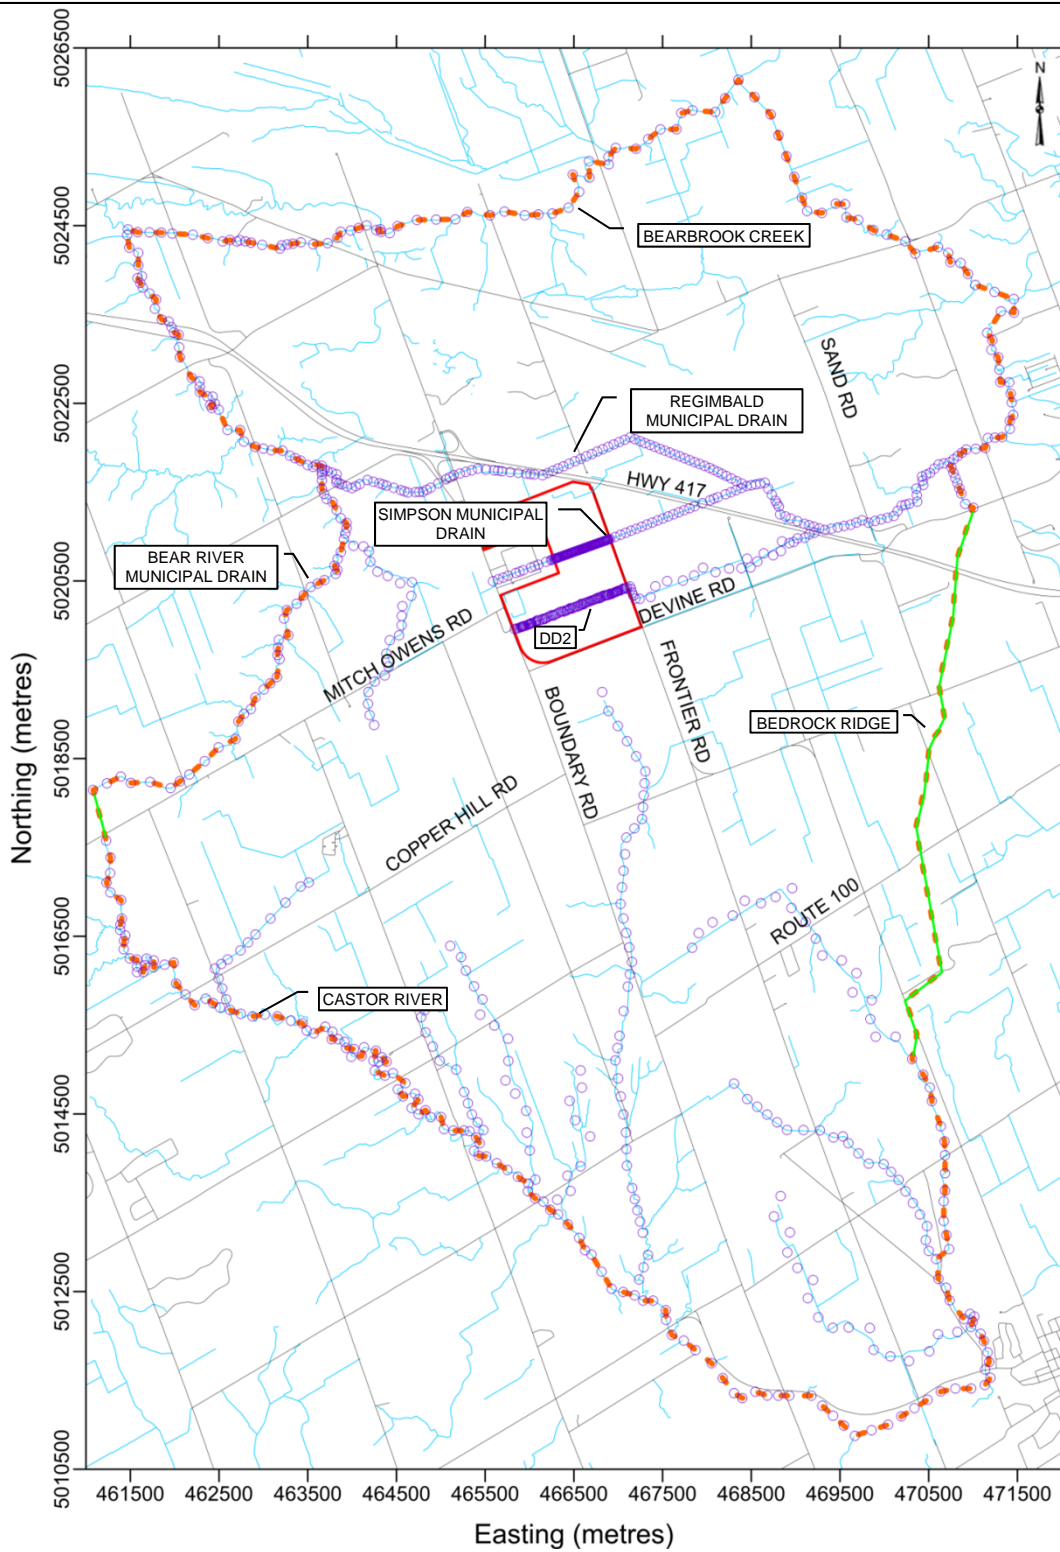 N
5026500
5024500
5022500
5020500
5018500
5016500
5014500
5012500
5010500
Northing (metres)
BEARBROOK CREEK
SAND RD
REGIMBALD
MUNICIPAL DRAIN
HWY 417
SIMPSON MUNICIPAL
DRAIN
BEAR RIVER
MUNICIPAL DRAIN
DEVINE RD
DD2
MITCH OWENS RD
FRONTIER RD
BOUNDARY RD
BEDROCK RIDGE
COPPER HILL RD
ROUTE 100
CASTOR RIVER
461500 462500 463500 464500 465500 466500 467500 468500 469500 470500 471500
Easting (metres)